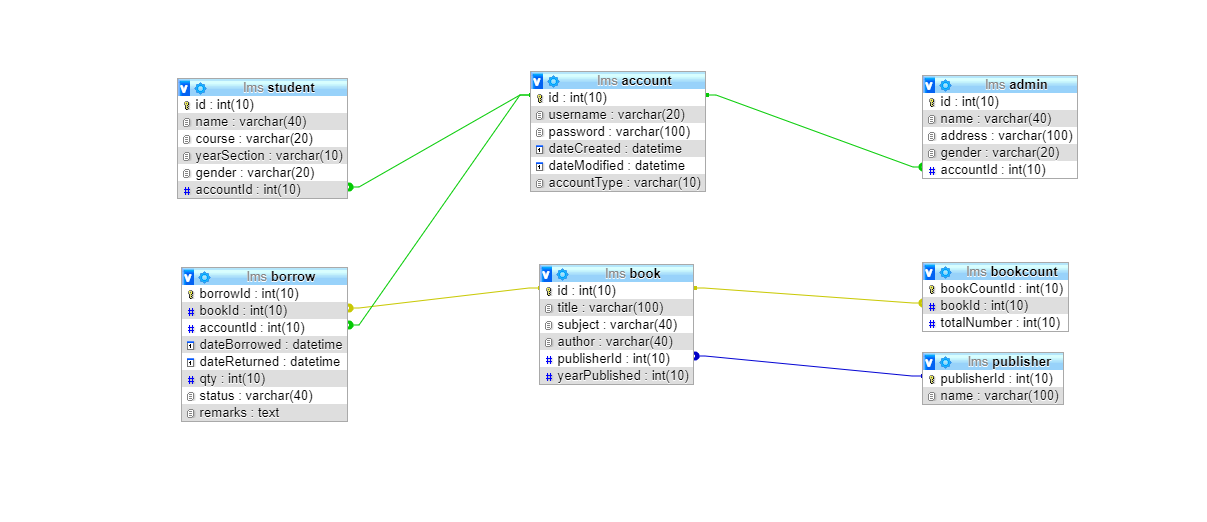 lms student
id : int(10)
name : varchar(40)
course : varchar(20)
yearSection : varchar(10)
gender : varchar(20)
accountId : int(10)
lms account
id : int(10)
username : varchar(20)
password : varchar(100)
dateCreated : datetime
dateModified : datetime
accountType : varchar(10)
lms admin
id : int(10)
name : varchar(40)
address : varchar(100)
gender : varchar(20)
accountId : int(10)
lms borrow
borrowId : int(10)
bookId : int(10)
accountId : int(10)
dateBorrowed : datetime
dateReturned : datetime
qty : int(10)
status : varchar(40)
remarks : text
lms book
id : int(10)
title : varchar(100)
subject : varchar(40)
author : varchar(40)
publisherId : int(10)
yearPublished : int(10)
lms bookcount
bookCountId : int(10)
bookId : int(10)
totalNumber : int(10)
lms publisher
publisherId : int(10)
name : varchar(100)